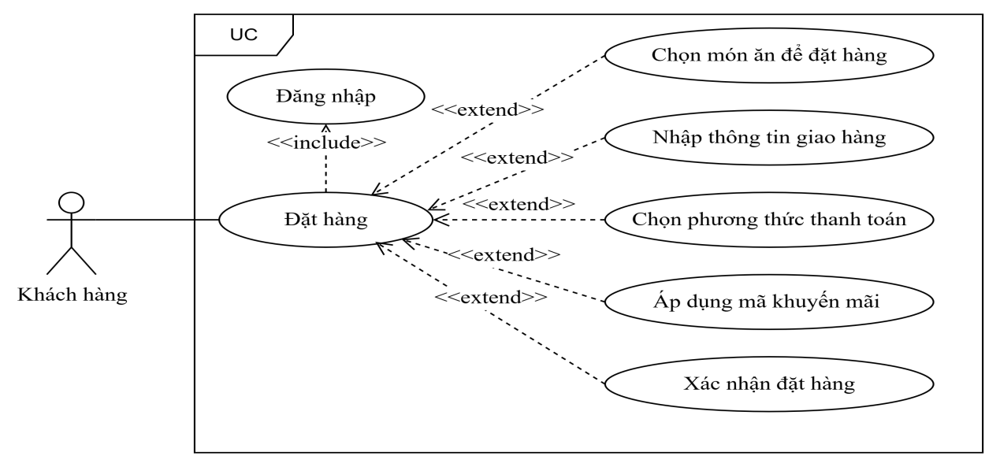 UC
Chọn món ăn để đặt hàng
Đăng nhập
<<extend>>
Nhập thông tin giao hàng
<<include>>
<<extend>>
<<extend>>
Đặt hàng
Chọn phương thức thanh toán
<<extend>>
Khách hàng
<<extend>>
Áp dụng mã khuyến mãi
Xác nhận đặt hàng